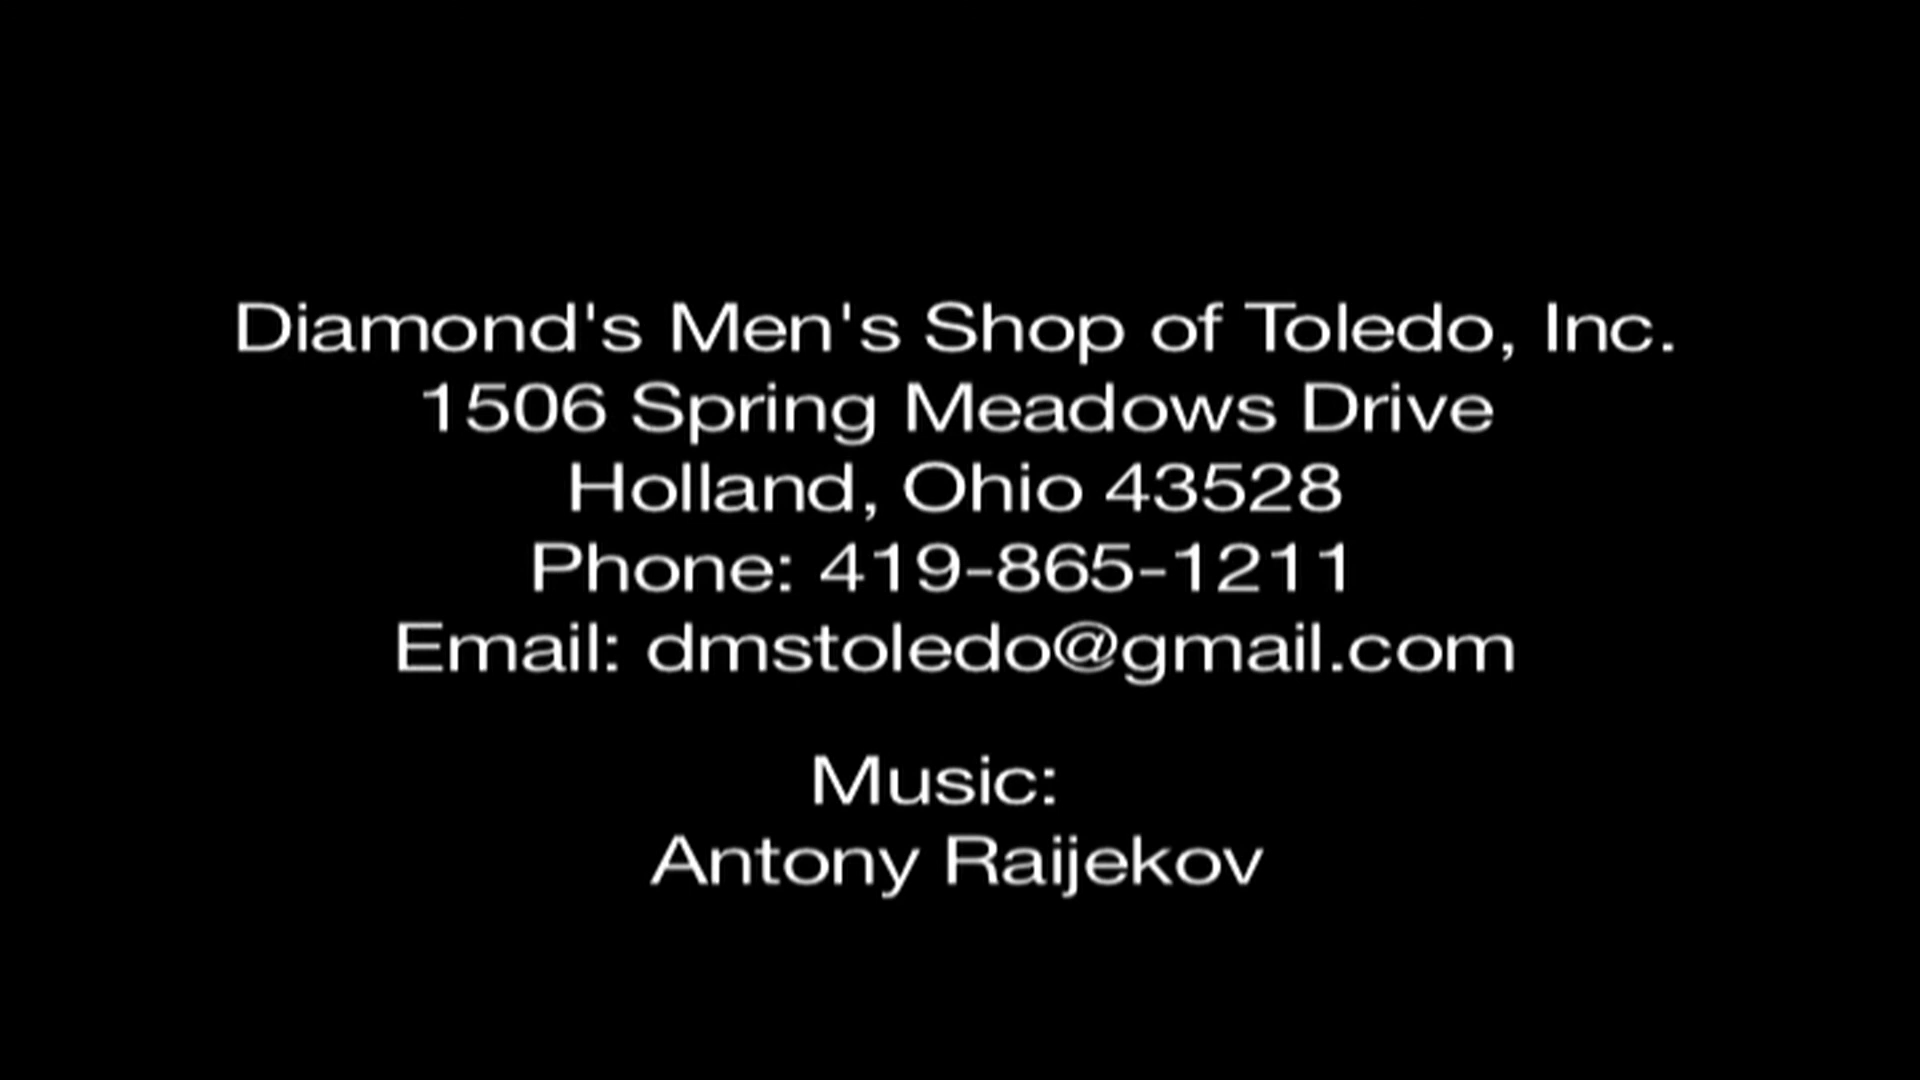 Diamond's Men's Shop of Toledo, Inc.
1506 Spring Meadows Drive
Holland, Ohio 43528
Phone: 419-865-1211
Email: dmstoledo@gmail.com
Music:
Antony Raijekov